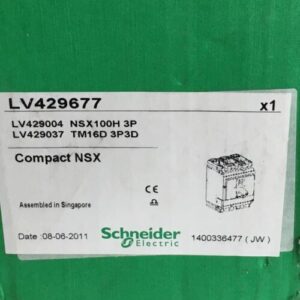 LV429677 x1
LV429004 NSX100H 3P
LV429037 TM16D 3P3D
Compact NSX
CE
Assembled in Singapore
Schneider
Electric
Date :08-06-2011 1400336477 ( JW )